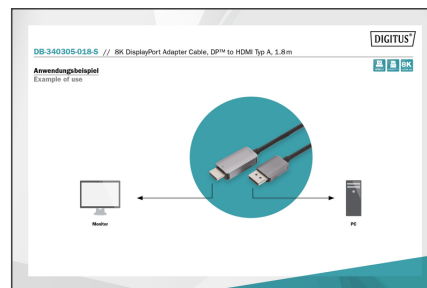 DIGITUS®
DB-340305-018-S // 8K DisplayPort Adapter Cable, DP™ to HDMI Typ A, 1.8 m
Anwendungsbeispiel
Example of use
8K
Monitor
PC